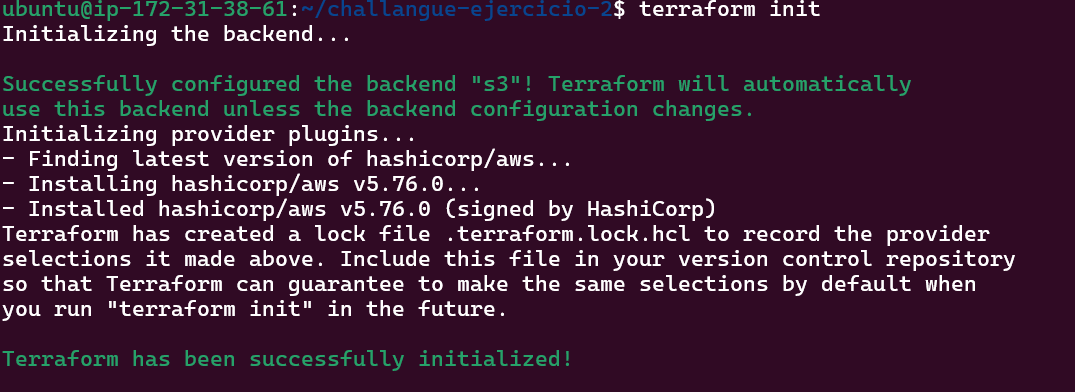 ubuntu@ip-172-31-38-61:~/challangue-ejercicio-2$ terraform init
Initializing the backend...
Successfully configured the backend "s3"! Terraform will automatically
use this backend unless the backend configuration changes.
Initializing provider plugins...
- Finding latest version of hashicorp/aws...
- Installing hashicorp/aws v5.76.0...
- Installed hashicorp/aws v5.76.0 (signed by HashiCorp)
Terraform has created a lock file .terraform.lock.hcl to record the provider
selections it made above. Include this file in your version control repository
so that Terraform can guarantee to make the same selections by default when
you run "terraform init" in the future.
Terraform has been successfully initialized!